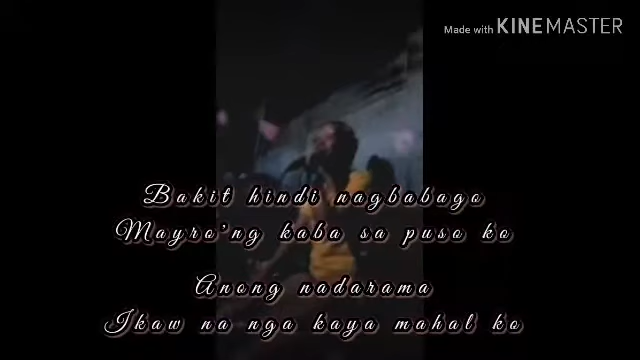 Made with KINEMASTER
Bakit hindi nagbabago
Mayro'ng kaba sa puso ko
Anong nadarama
Ikaw na nga kaya mahal ko